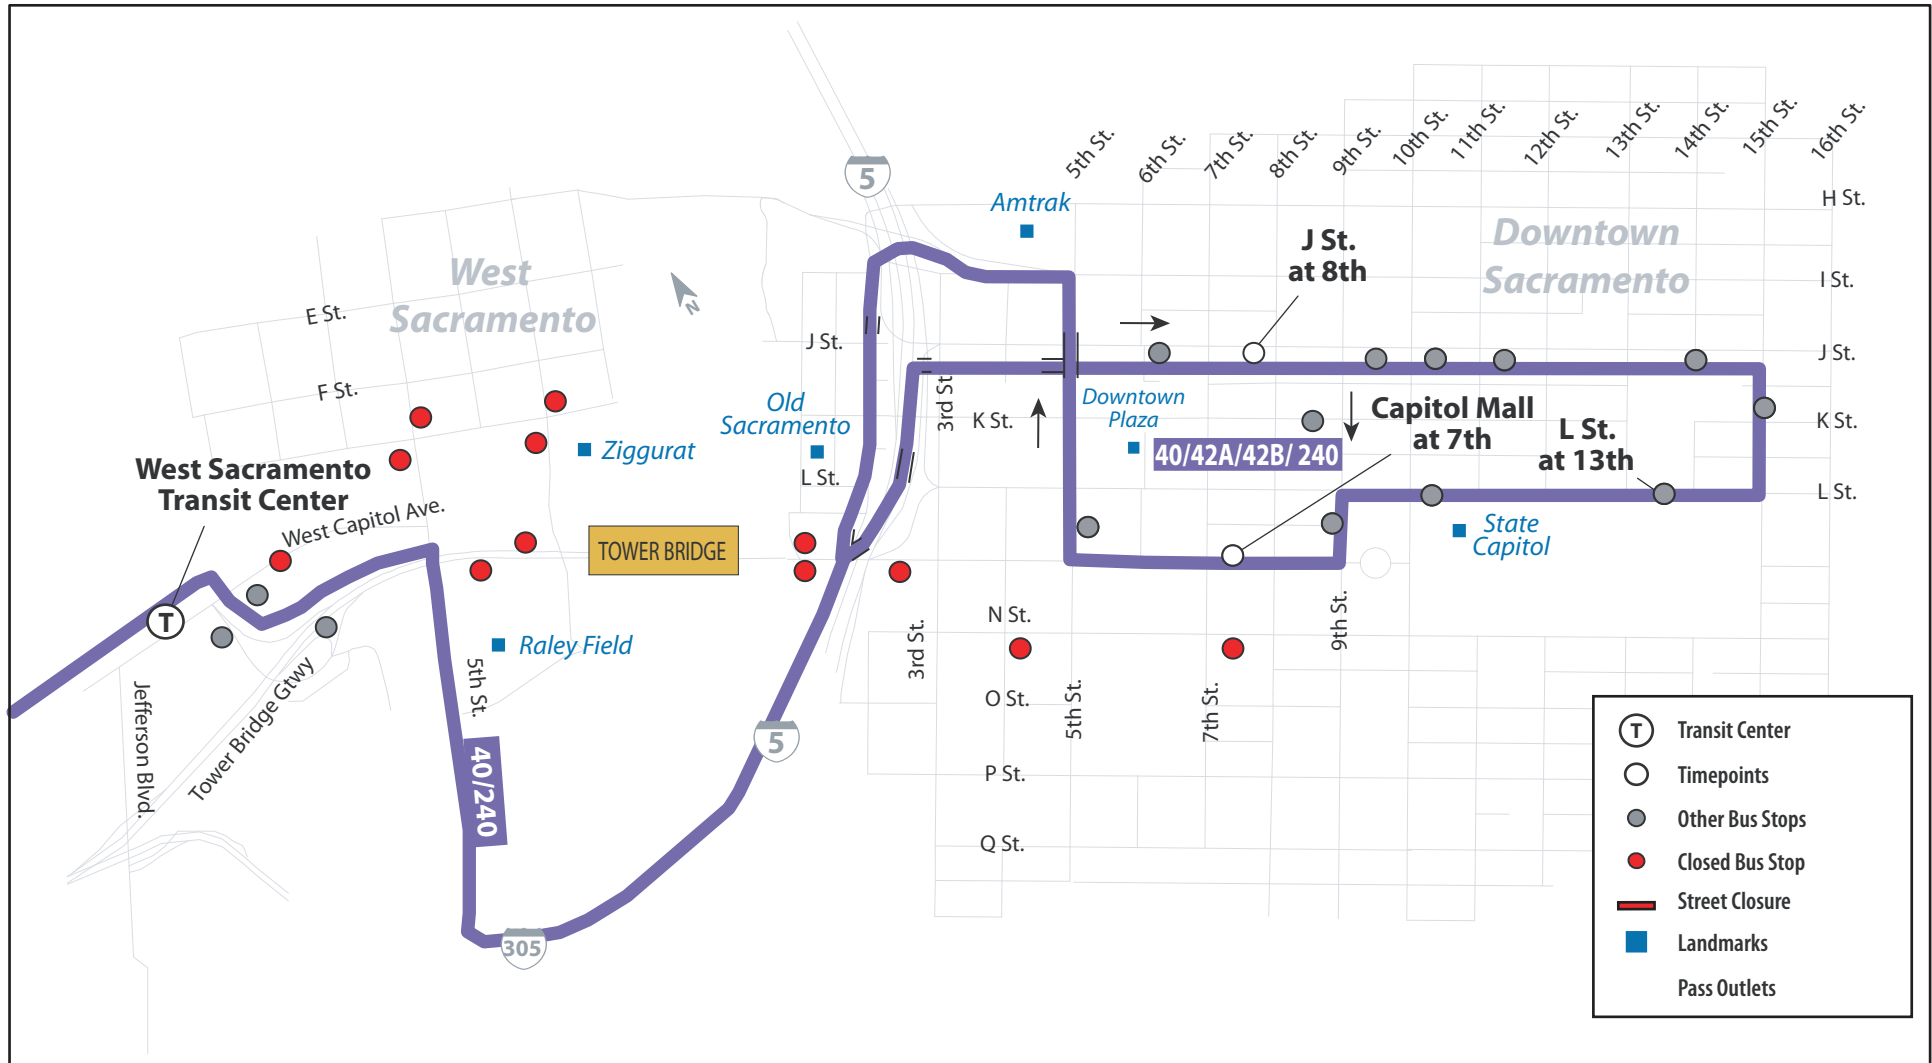 5th St.
6th St.
7th St.
8th St.
9th St.
10th St.
11th St.
12th St.
13th St.
14th St.
15th St.
16th St.
5
Amtrak
H St.
J St.
at 8th
Downtown
Sacramento
West
Sacramento
N
I St.
E St.
J St.
J St.
F St.
3rd St.
Old
Sacramento
K St.
Downtown
Plaza
Capitol Mall
at 7th
L St.
at 13th
K St.
40/42A/42B/ 240
Ziggurat
L St.
L St.
West Sacramento
Transit Center
West Capitol Ave.
TOWER BRIDGE
State
Capitol
T
N St.
9th St.
Raley Field
3rd St.
5th St.
O St.
5th St.
7th St.
Jefferson Blvd.
Tower Bridge Gtwy
40/240
5
P St.
Q St.
305
T
Transit Center
Timepoints
Other Bus Stops
Closed Bus Stop
Street Closure
Landmarks
Pass Outlets